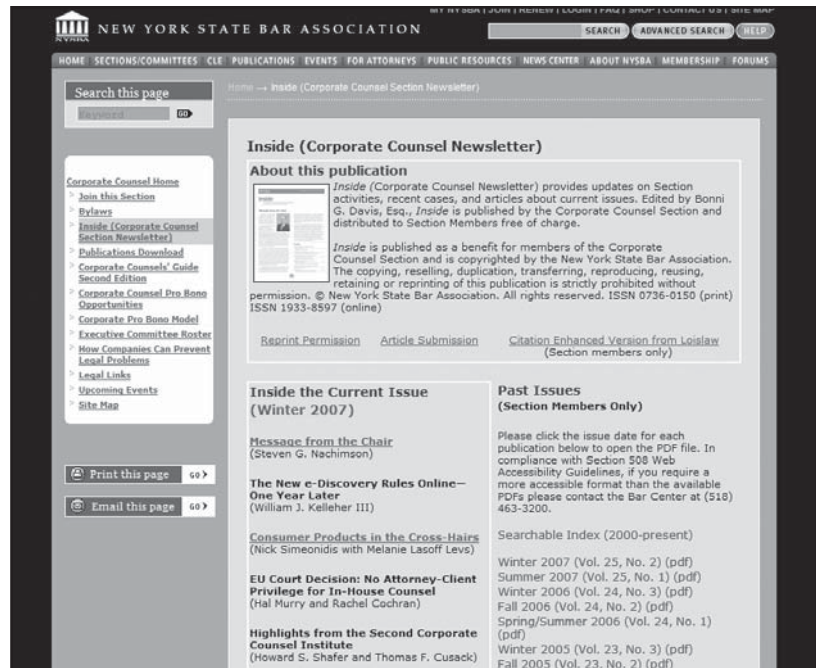 MY NYSBA | JOIN | RENEW | LOGIN | FAQ | SHOP | CONTACT US | SITE MAP
NYSBA
NEW YORK STATE BAR ASSOCIATION
SEARCH ADVANCED SEARCH HELP
HOME SECTIONS/COMMITTEES CLE PUBLICATIONS EVENTS FOR ATTORNEYS PUBLIC RESOURCES NEWS CENTER ABOUT NYSBA MEMBERSHIP FORUMS
Search this page
Keyword GO
Home → Inside (Corporate Counsel Section Newsletter)
Corporate Counsel Home
Join this Section
Bylaws
Inside (Corporate Counsel
Section Newsletter)
Publications Download
Corporate Counsels' Guide
Second Edition
Corporate Counsel Pro Bono
Opportunities
Corporate Pro Bono Model
Executive Committee Roster
How Companies Can Prevent
Legal Problems
Legal Links
Upcoming Events
Site Map
Print this page GO
Email this page GO
Inside (Corporate Counsel Newsletter)
About this publication
Inside (Corporate Counsel Newsletter) provides updates on Section
activities, recent cases, and articles about current issues. Edited by Bonni
G. Davis, Esq., Inside is published by the Corporate Counsel Section and
distributed to Section Members free of charge.
Inside is published as a benefit for members of the Corporate
Counsel Section and is copyrighted by the New York State Bar Association.
The copying, reselling, duplication, transferring, reproducing, reusing,
retaining or reprinting of this publication is strictly prohibited without
permission. © New York State Bar Association. All rights reserved. ISSN 0736-0150 (print)
ISSN 1933-8597 (online)
Reprint Permission Article Submission Citation Enhanced Version from Loislaw
(Section members only)
Inside the Current Issue
(Winter 2007)
Message from the Chair
(Steven G. Nachimson)
The New e-Discovery Rules Online—
One Year Later
(William J. Kelleher III)
Consumer Products in the Cross-Hairs
(Nick Simeonidis with Melanie Lasoff Levs)
EU Court Decision: No Attorney-Client
Privilege for In-House Counsel
(Hal Murry and Rachel Cochran)
Highlights from the Second Corporate
Counsel Institute
(Howard S. Shafer and Thomas F. Cusack)
Past Issues
(Section Members Only)
Please click the issue date for each
publication below to open the PDF file. In
compliance with Section 508 Web
Accessibility Guidelines, if you require a
more accessible format than the available
PDFs please contact the Bar Center at (518)
463-3200.
Searchable Index (2000-present)
Winter 2007 (Vol. 25, No. 2) (pdf)
Summer 2007 (Vol. 25, No. 1) (pdf)
Winter 2006 (Vol. 24, No. 3) (pdf)
Fall 2006 (Vol. 24, No. 2) (pdf)
Spring/Summer 2006 (Vol. 24, No. 1)
(pdf)
Winter 2005 (Vol. 23, No. 3) (pdf)
Fall 2005 (Vol. 23, No. 2) (pdf)